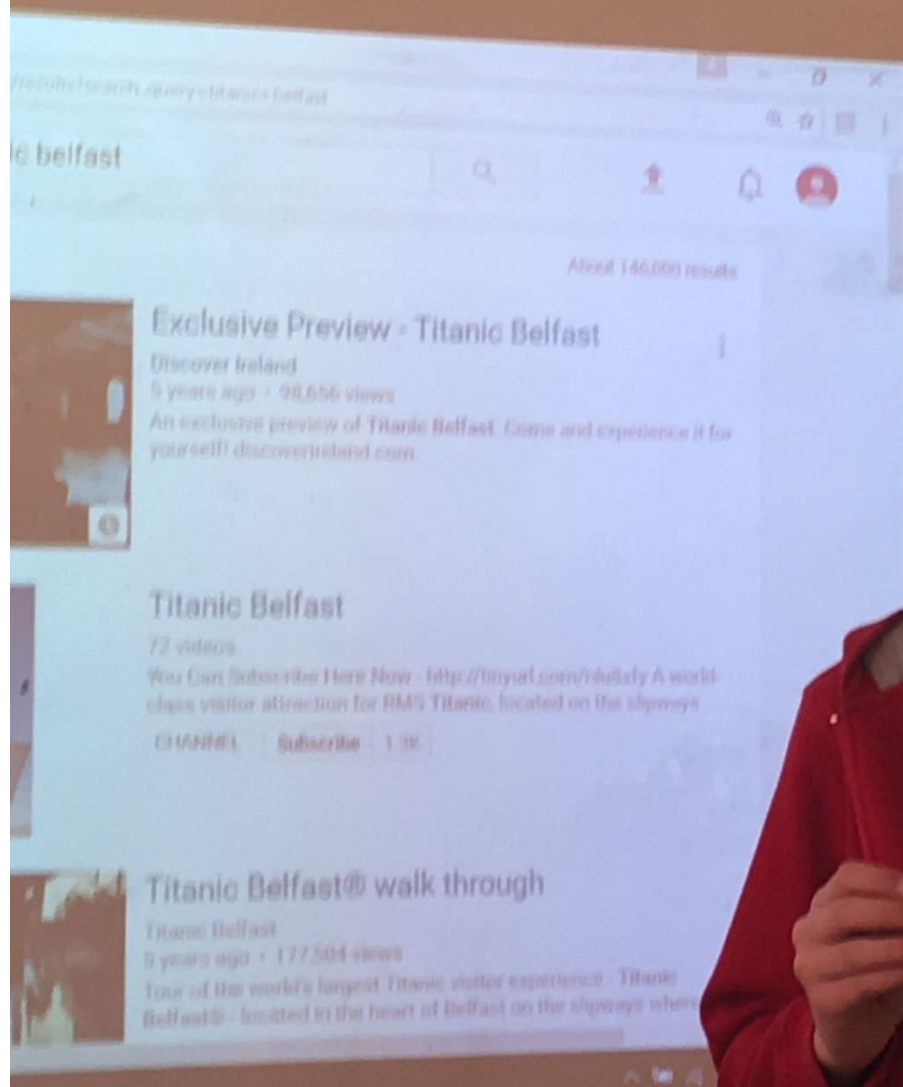 /results?search_query=titanic+belfast
ic belfast
About 146,000 results
Exclusive Preview - Titanic Belfast
Discover Ireland
5 years ago • 98,656 views
An exclusive preview of Titanic Belfast. Come and experience it for
yourself! discoverireland.com.
Titanic Belfast
72 videos
You Can Subscribe Here Now - A world-
class visitor attraction for RMS Titanic, located on the slipways
CHANNEL Subscribe
Titanic Belfast® walk through
Titanic Belfast
5 years ago • 177,504 views
Tour of the world's largest Titanic visitor experience - Titanic
Belfast® - located in the heart of Belfast on the slipways where